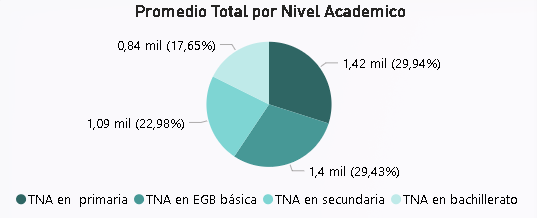 Promedio Total por Nivel Academico
0,84 mil (17,65%)
1,42 mil (29,94%)
1,09 mil (22,98%)
1,4 mil (29,43%)
TNA en primaria TNA en EGB básica TNA en secundaria TNA en bachillerato